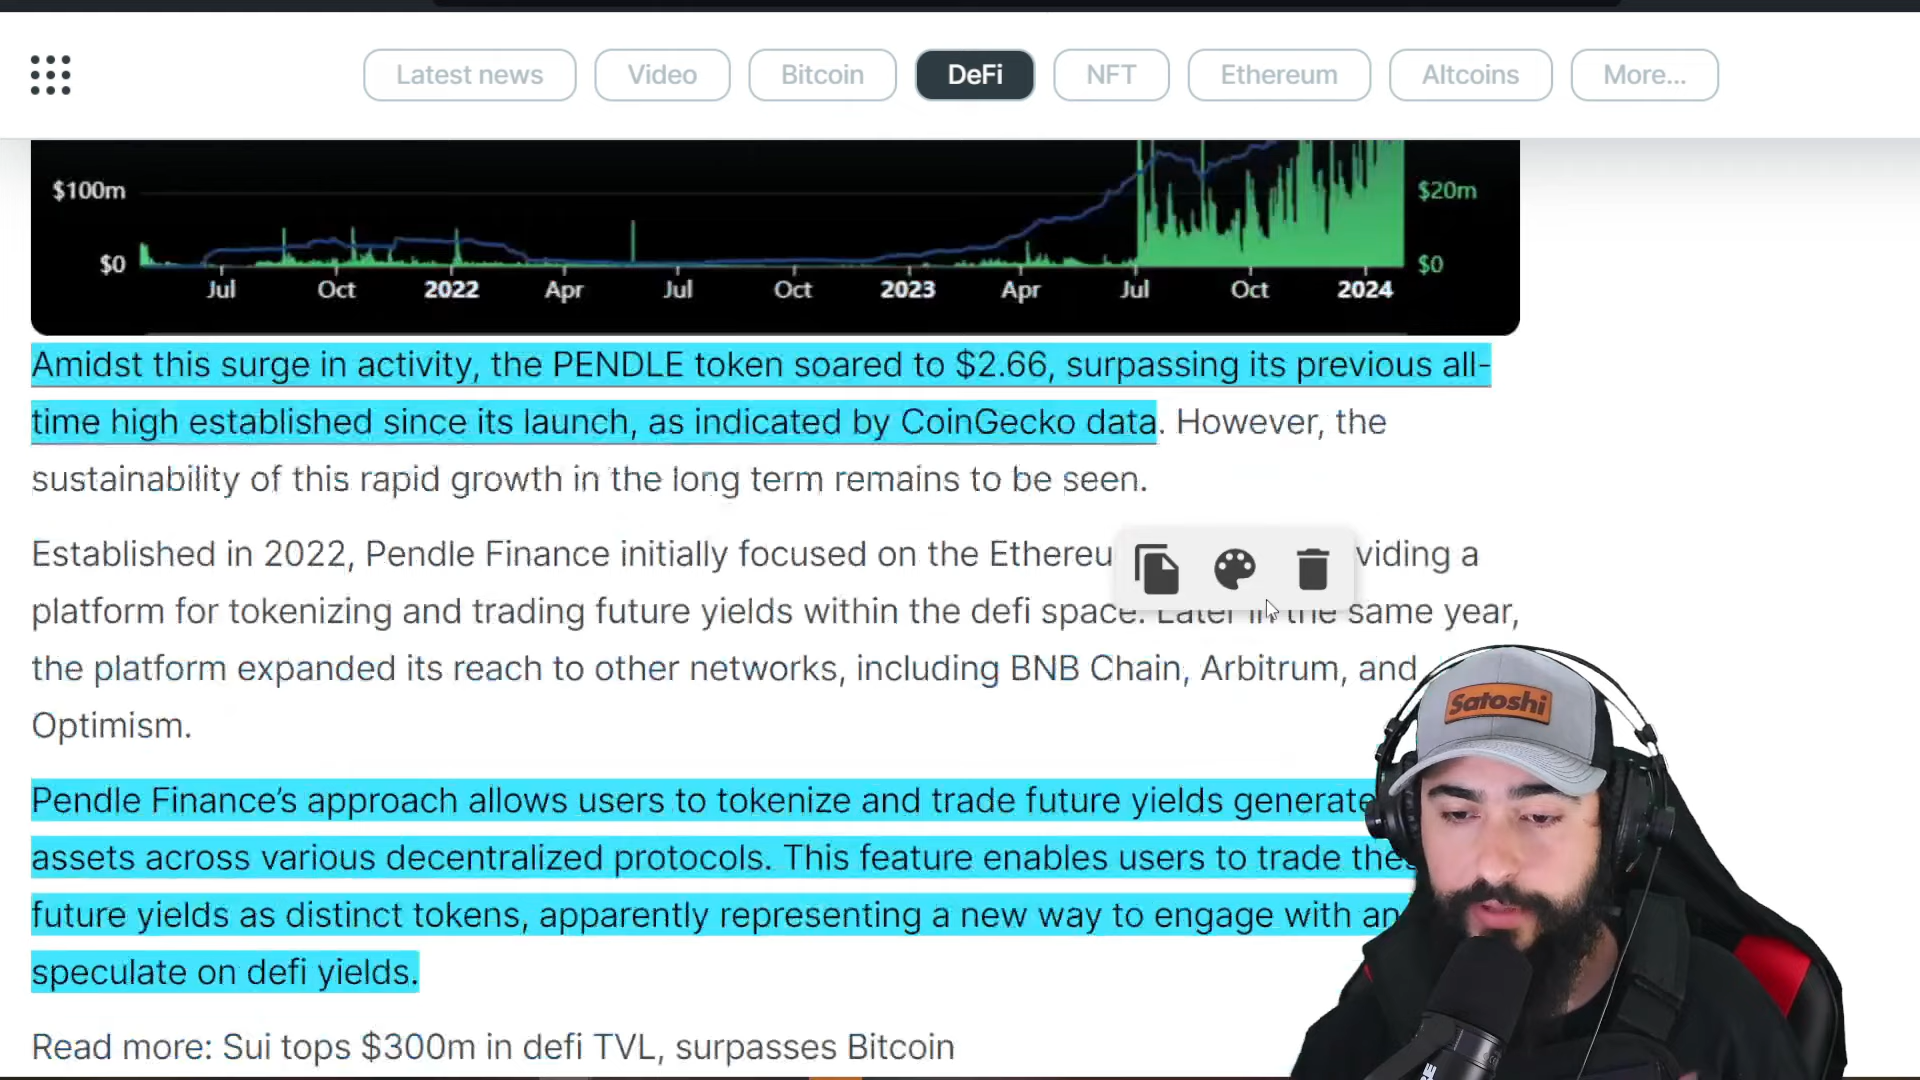 Latest news Video Bitcoin DeFi NFT Ethereum Altcoins More...
$100m $20m
$0 $0
Jul Oct 2022 Apr Jul Oct 2023 Apr Jul Oct 2024
Amidst this surge in activity, the PENDLE token soared to $2.66, surpassing its previous all-
time high established since its launch, as indicated by CoinGecko data. However, the
sustainability of this rapid growth in the long term remains to be seen.
Established in 2022, Pendle Finance initially focused on the Ethereu viding a
platform for tokenizing and trading future yields within the defi space. Later in the same year,
the platform expanded its reach to other networks, including BNB Chain, Arbitrum, and
Optimism.
Satoshi
Pendle Finance's approach allows users to tokenize and trade future yields generate
assets across various decentralized protocols. This feature enables users to trade the
future yields as distinct tokens, apparently representing a new way to engage with an
speculate on defi yields.
Read more: Sui tops $300m in defi TVL, surpasses Bitcoin